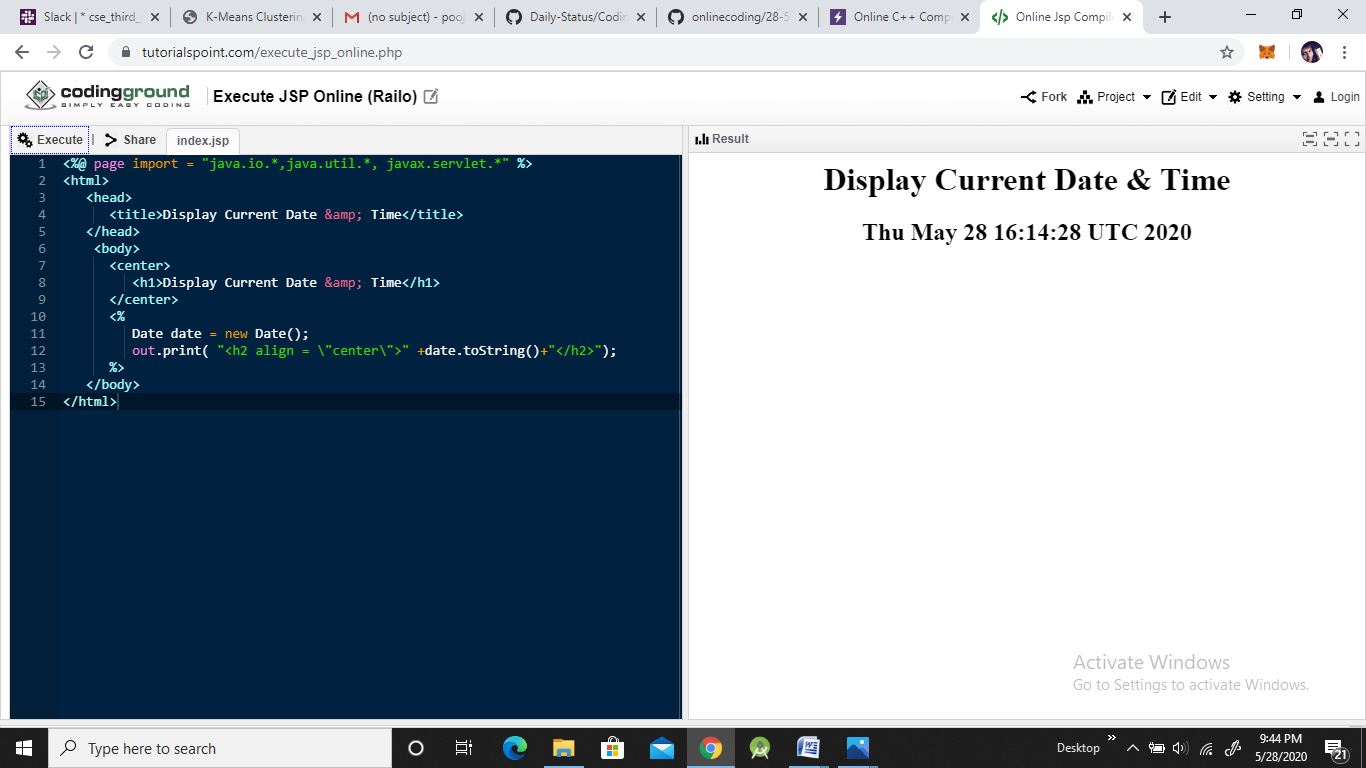 Slack | * cse_third_
K-Means Clusterin
(no subject) - pooj
Daily-Status/Codin
onlinecoding/28-5
Online C++ Comp
Online Jsp Compil
tutorialspoint.com/execute_jsp_online.php
codingground
SIMPLY EASY CODING
Execute JSP Online (Railo)
Fork
Project
Edit
Setting
Login
Execute | Share index.jsp
Result
1 <%@ page import = "java.io.*,java.util.*, javax.servlet.*" %>
2 <html>
3 <head>
4 <title>Display Current Date &amp; Time</title>
5 </head>
6 <body>
7 <center>
8 <h1>Display Current Date &amp; Time</h1>
9 </center>
10 <%
11 Date date = new Date();
12 out.print( "<h2 align = \"center\">" +date.toString()+"</h2>");
13 %>
14 </body>
15 </html>
Display Current Date & Time
Thu May 28 16:14:28 UTC 2020
Activate Windows
Go to Settings to activate Windows.
Type here to search
Desktop
9:44 PM
5/28/2020
21